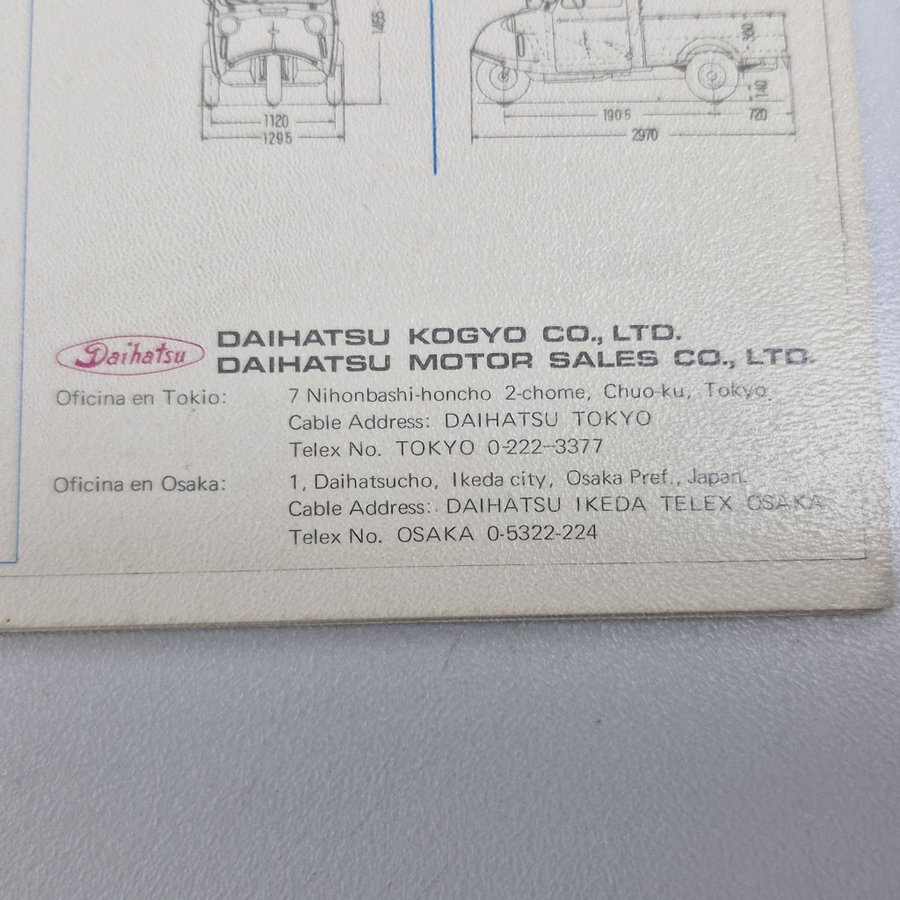 1455
1120
1295
380
140
1905
720
2970
Daihatsu
DAIHATSU KOGYO CO., LTD.
DAIHATSU MOTOR SALES CO., LTD.
Oficina en Tokio: 7 Nihonbashi-honcho 2-chome, Chuo-ku, Tokyo.
Cable Address: DAIHATSU TOKYO
Telex No. TOKYO 0-222-3377
Oficina en Osaka: 1, Daihatsucho, Ikeda city, Osaka Pref., Japan.
Cable Address: DAIHATSU IKEDA TELEX OSAKA
Telex No. OSAKA 0-5322-224